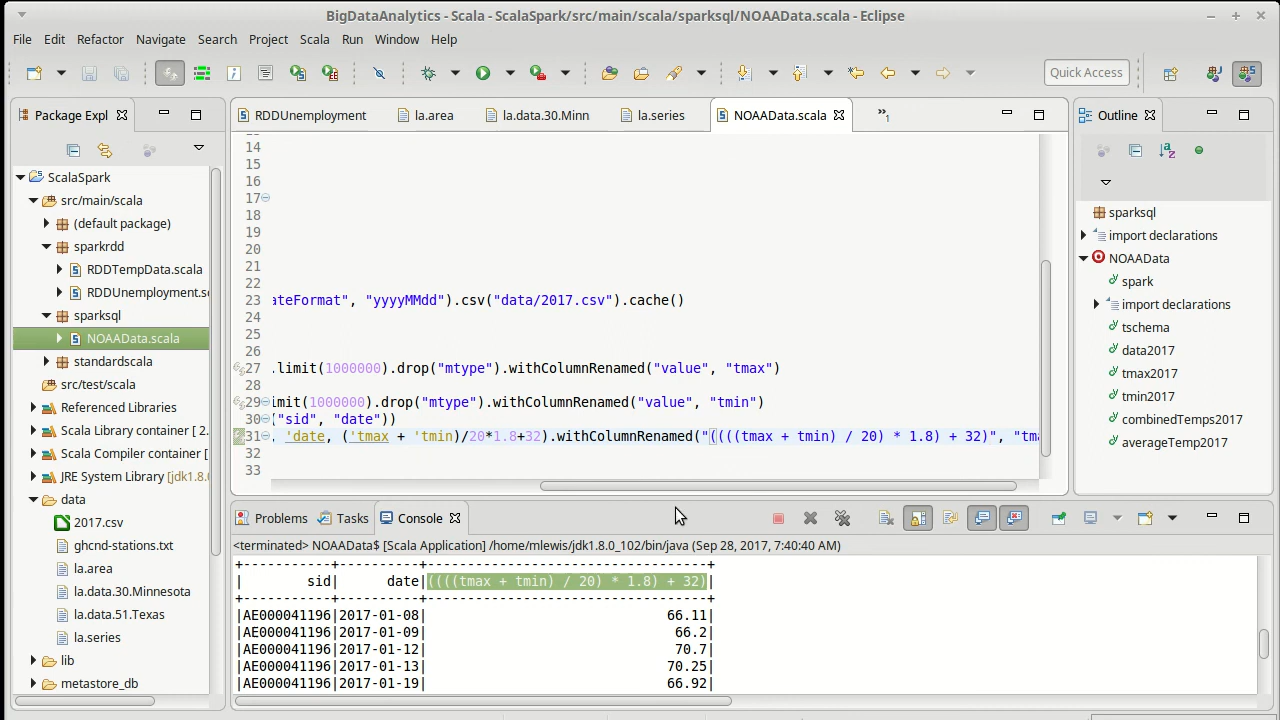 BigDataAnalytics - Scala - ScalaSpark/src/main/scala/sparksql/NOAAData.scala - Eclipse
File Edit Refactor Navigate Search Project Scala Run Window Help
Quick Access
Package Expl
ScalaSpark
src/main/scala
(default package)
sparkrdd
RDDTempData.scala
RDDUnemployment.sc
sparksql
NOAAData.scala
standardscala
src/test/scala
Referenced Libraries
Scala Library container [ 2.
Scala Compiler container [
JRE System Library [jdk1.8.0
data
2017.csv
ghcnd-stations.txt
la.area
la.data.30.Minnesota
la.data.51.Texas
la.series
lib
metastore_db
RDDUnemployment la.area la.data.30.Minn la.series NOAAData.scala »1
14
15
16
17
18
19
20
21
22
23 ateFormat", "yyyyMMdd").csv("data/2017.csv").cache()
24
25
26
27 .limit(1000000).drop("mtype").withColumnRenamed("value", "tmax")
28
29 imit(1000000).drop("mtype").withColumnRenamed("value", "tmin")
30 ("sid", "date"))
31 , 'date, ('tmax + 'tmin)/20*1.8+32).withColumnRenamed("((((tmax + tmin) / 20) * 1.8) + 32)", "tma
32
33
Outline
sparksql
import declarations
NOAAData
spark
import declarations
tschema
data2017
tmax2017
tmin2017
combinedTemps2017
averageTemp2017
Problems Tasks Console
<terminated> NOAAData$ [Scala Application] /home/mlewis/jdk1.8.0_102/bin/java (Sep 28, 2017, 7:40:40 AM)
+-----------+----------+-----------------------------------+
| sid| date|((((tmax + tmin) / 20) * 1.8) + 32)|
+-----------+----------+-----------------------------------+
|AE000041196|2017-01-08| 66.11|
|AE000041196|2017-01-09| 66.2|
|AE000041196|2017-01-12| 70.7|
|AE000041196|2017-01-13| 70.25|
|AE000041196|2017-01-19| 66.92|